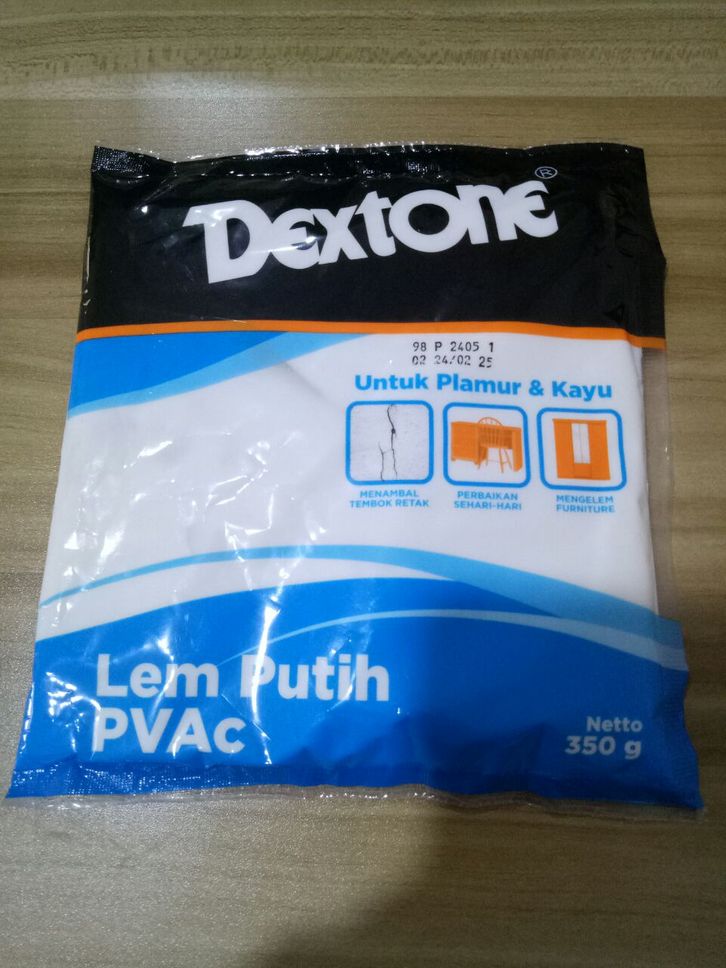 Dextone®
98 P 2405 1
02 24/02 25
Untuk Plamur & Kayu
MENAMBAL
TEMBOK RETAK
PERBAIKAN
SEHARI-HARI
MENGELEM
FURNITURE
Lem Putih
PVAc
Netto
350 g